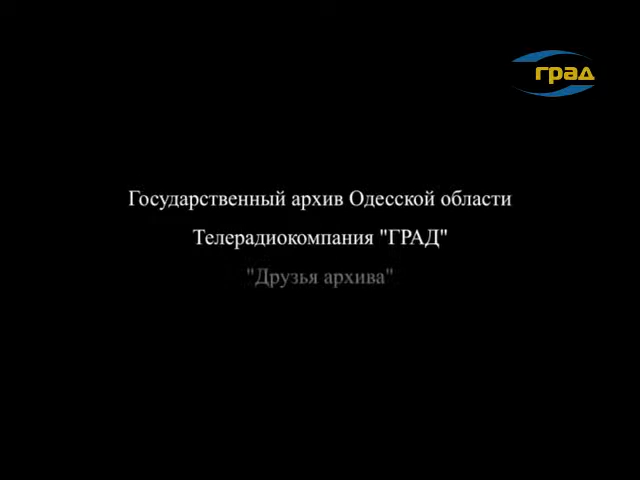 град
Государственный архив Одесской области
Телерадиокомпания "ГРАД"
"Друзья архива"